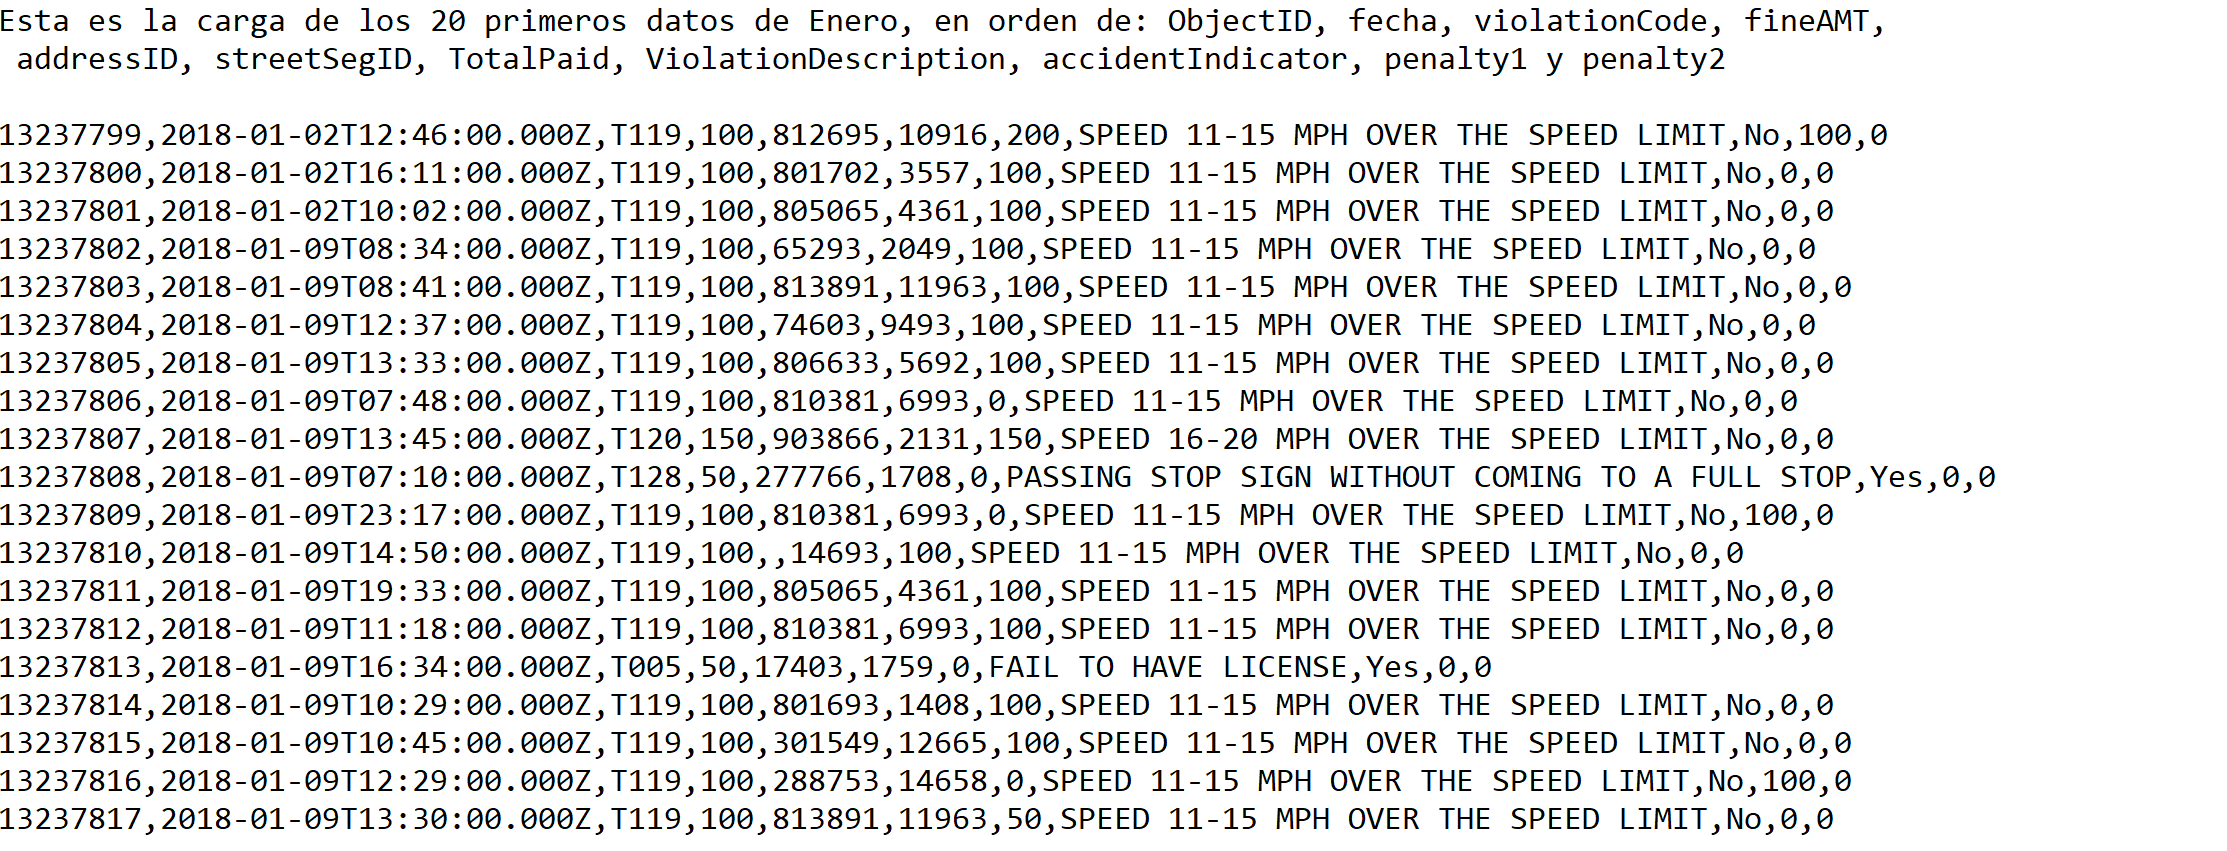 Esta es la carga de los 20 primeros datos de Enero, en orden de: ObjectID, fecha, violationCode, fineAMT,
addressID, streetSegID, TotalPaid, ViolationDescription, accidentIndicator, penalty1 y penalty2
13237799,2018-01-02T12:46:00.000Z,T119,100,812695,10916,200,SPEED 11-15 MPH OVER THE SPEED LIMIT,No,100,0
13237800,2018-01-02T16:11:00.000Z,T119,100,801702,3557,100,SPEED 11-15 MPH OVER THE SPEED LIMIT,No,0,0
13237801,2018-01-02T10:02:00.000Z,T119,100,805065,4361,100,SPEED 11-15 MPH OVER THE SPEED LIMIT,No,0,0
13237802,2018-01-09T08:34:00.000Z,T119,100,65293,2049,100,SPEED 11-15 MPH OVER THE SPEED LIMIT,No,0,0
13237803,2018-01-09T08:41:00.000Z,T119,100,813891,11963,100,SPEED 11-15 MPH OVER THE SPEED LIMIT,No,0,0
13237804,2018-01-09T12:37:00.000Z,T119,100,74603,9493,100,SPEED 11-15 MPH OVER THE SPEED LIMIT,No,0,0
13237805,2018-01-09T13:33:00.000Z,T119,100,806633,5692,100,SPEED 11-15 MPH OVER THE SPEED LIMIT,No,0,0
13237806,2018-01-09T07:48:00.000Z,T119,100,810381,6993,0,SPEED 11-15 MPH OVER THE SPEED LIMIT,No,0,0
13237807,2018-01-09T13:45:00.000Z,T120,150,903866,2131,150,SPEED 16-20 MPH OVER THE SPEED LIMIT,No,0,0
13237808,2018-01-09T07:10:00.000Z,T128,50,277766,1708,0,PASSING STOP SIGN WITHOUT COMING TO A FULL STOP,Yes,0,0
13237809,2018-01-09T23:17:00.000Z,T119,100,810381,6993,0,SPEED 11-15 MPH OVER THE SPEED LIMIT,No,100,0
13237810,2018-01-09T14:50:00.000Z,T119,100,,14693,100,SPEED 11-15 MPH OVER THE SPEED LIMIT,No,0,0
13237811,2018-01-09T19:33:00.000Z,T119,100,805065,4361,100,SPEED 11-15 MPH OVER THE SPEED LIMIT,No,0,0
13237812,2018-01-09T11:18:00.000Z,T119,100,810381,6993,100,SPEED 11-15 MPH OVER THE SPEED LIMIT,No,0,0
13237813,2018-01-09T16:34:00.000Z,T005,50,17403,1759,0,FAIL TO HAVE LICENSE,Yes,0,0
13237814,2018-01-09T10:29:00.000Z,T119,100,801693,1408,100,SPEED 11-15 MPH OVER THE SPEED LIMIT,No,0,0
13237815,2018-01-09T10:45:00.000Z,T119,100,301549,12665,100,SPEED 11-15 MPH OVER THE SPEED LIMIT,No,0,0
13237816,2018-01-09T12:29:00.000Z,T119,100,288753,14658,0,SPEED 11-15 MPH OVER THE SPEED LIMIT,No,100,0
13237817,2018-01-09T13:30:00.000Z,T119,100,813891,11963,50,SPEED 11-15 MPH OVER THE SPEED LIMIT,No,0,0